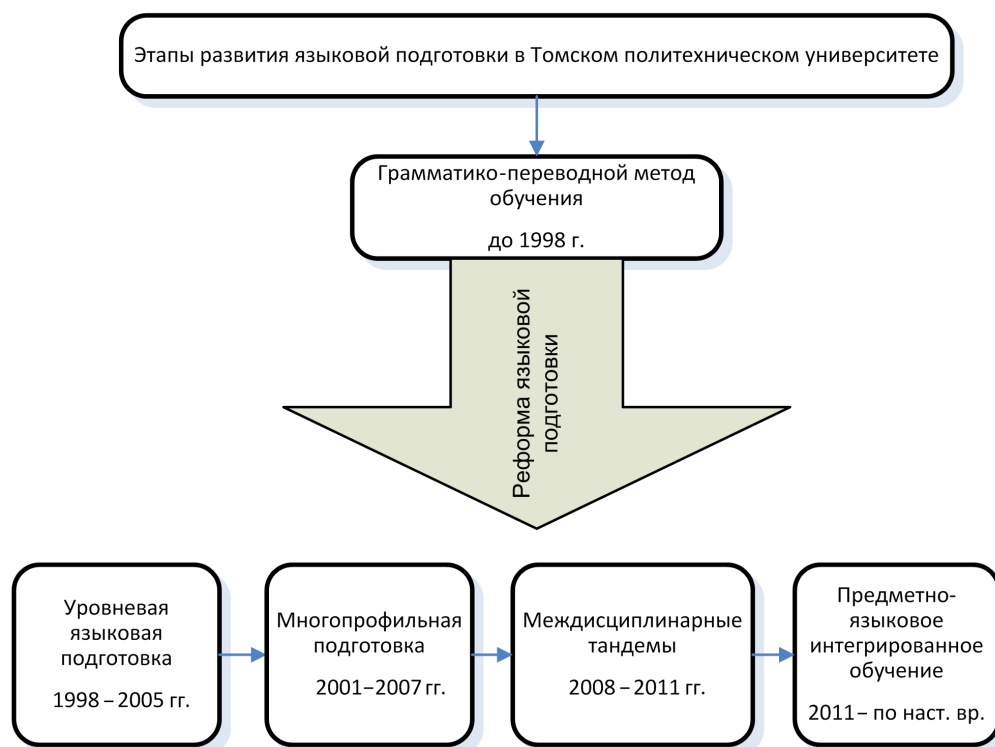 Этапы развития языковой подготовки в Томском политехническом университете
Грамматико-переводной метод
обучения
до 1998 г.
Реформа языковой
подготовки
Уровневая
языковая
подготовка
1998 – 2005 гг.
Многопрофильная
подготовка
2001–2007 гг.
Междисциплинарные
тандемы
2008 – 2011 гг.
Предметно-
языковое
интегрированное
обучение
2011– по наст. вр.